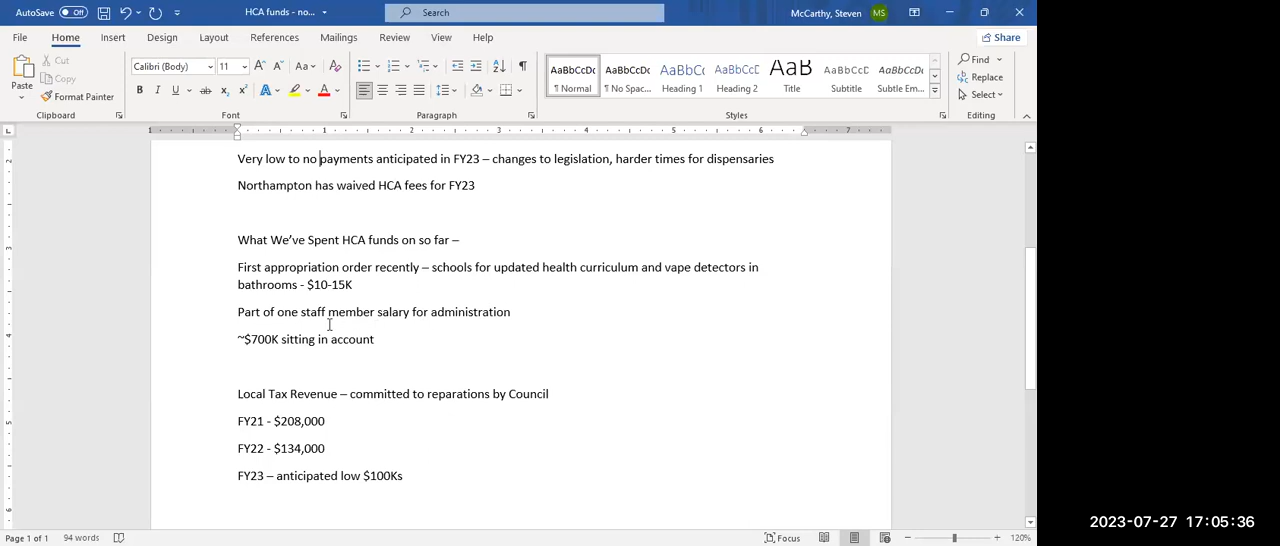 AutoSave Off HCA funds - no... Search McCarthy, Steven MS
File Home Insert Design Layout References Mailings Review View Help Share
Paste Cut Copy Format Painter Clipboard
Calibri (Body) 11 A A Aa A
B I U ab x₂ x² A A Font
Paragraph
AaBbCcDc ¶ Normal
AaBbCcDc ¶ No Spac...
AaBbCc Heading 1
AaBbCcD Heading 2
AaB Title
AaBbCcD Subtitle
AaBbCcDc Subtle Em...
Styles
Find Replace Select Editing
Very low to no payments anticipated in FY23 – changes to legislation, harder times for dispensaries
Northampton has waived HCA fees for FY23
What We’ve Spent HCA funds on so far –
First appropriation order recently – schools for updated health curriculum and vape detectors in
bathrooms - $10-15K
Part of one staff member salary for administration
~$700K sitting in account
Local Tax Revenue – committed to reparations by Council
FY21 - $208,000
FY22 - $134,000
FY23 – anticipated low $100Ks
2023-07-27 17:05:36
Page 1 of 1 94 words Focus 120%